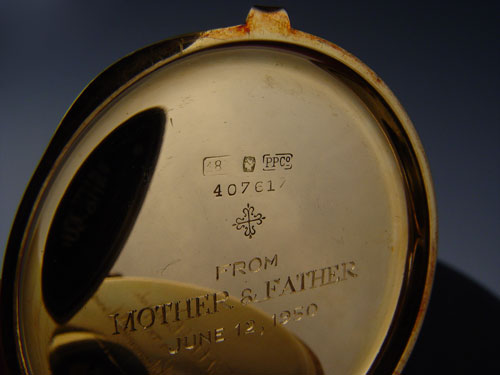 18 PPCo
407617
FROM
MOTHER & FATHER
JUNE 12, 1950